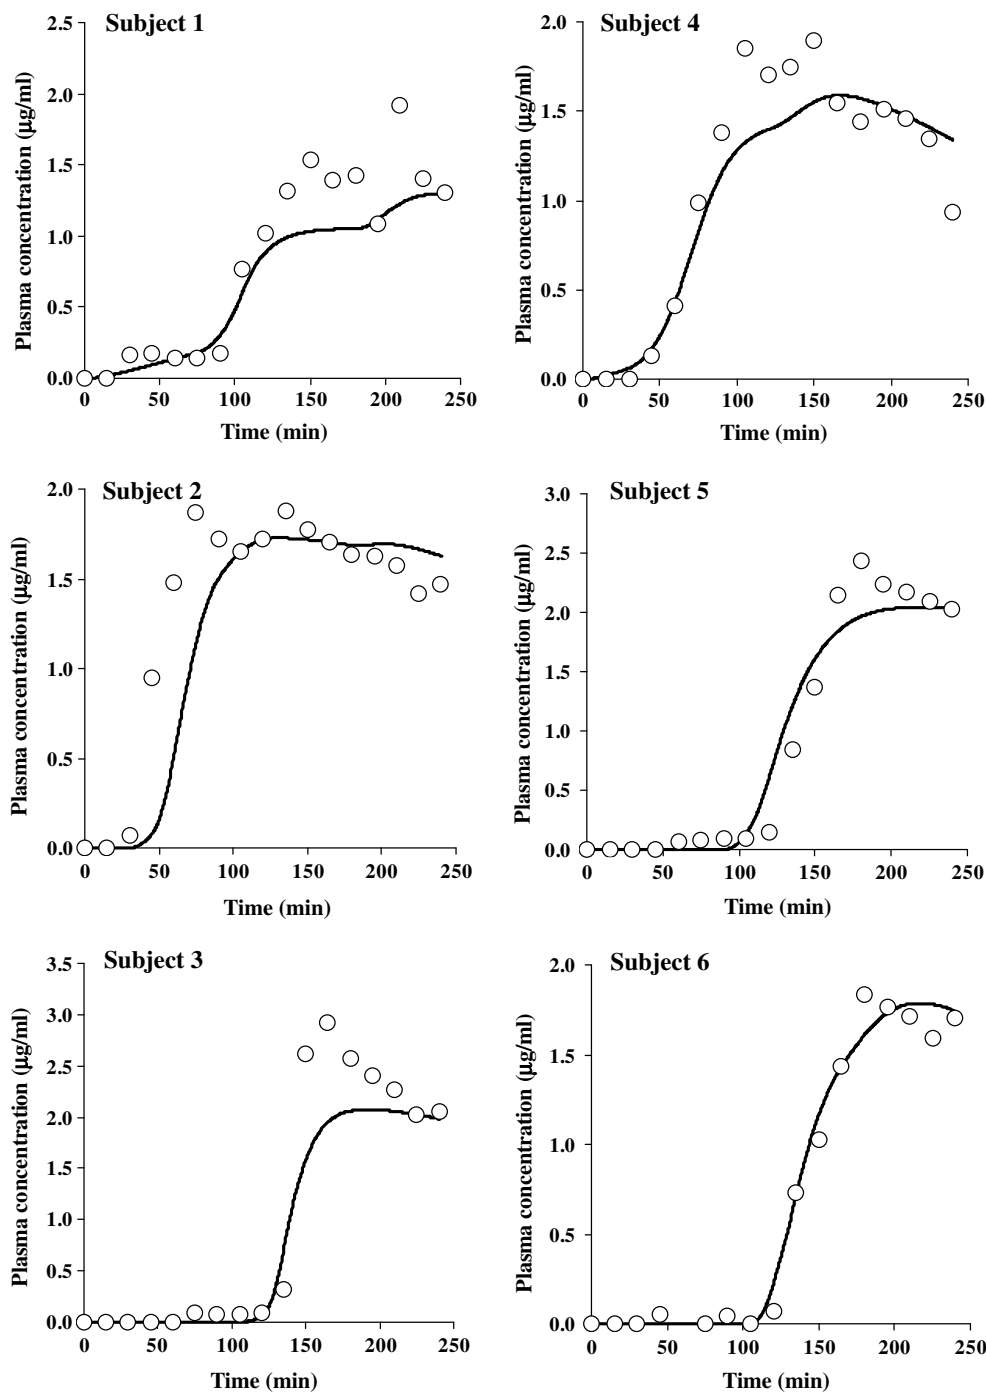 Subject 1
Plasma concentration (µg/ml)
2.5
2.0
1.5
1.0
0.5
0.0
0 50 100 150 200 250
Time (min)
Subject 4
Plasma concentration (µg/ml)
2.0
1.5
1.0
0.5
0.0
0 50 100 150 200 250
Time (min)
Subject 2
Plasma concentration (µg/ml)
2.0
1.5
1.0
0.5
0.0
0 50 100 150 200 250
Time (min)
Subject 5
Plasma concentration (µg/ml)
3.0
2.5
2.0
1.5
1.0
0.5
0.0
0 50 100 150 200 250
Time (min)
Subject 3
Plasma concentration (µg/ml)
3.5
3.0
2.5
2.0
1.5
1.0
0.5
0.0
0 50 100 150 200 250
Time (min)
Subject 6
Plasma concentration (µg/ml)
2.0
1.5
1.0
0.5
0.0
0 50 100 150 200 250
Time (min)